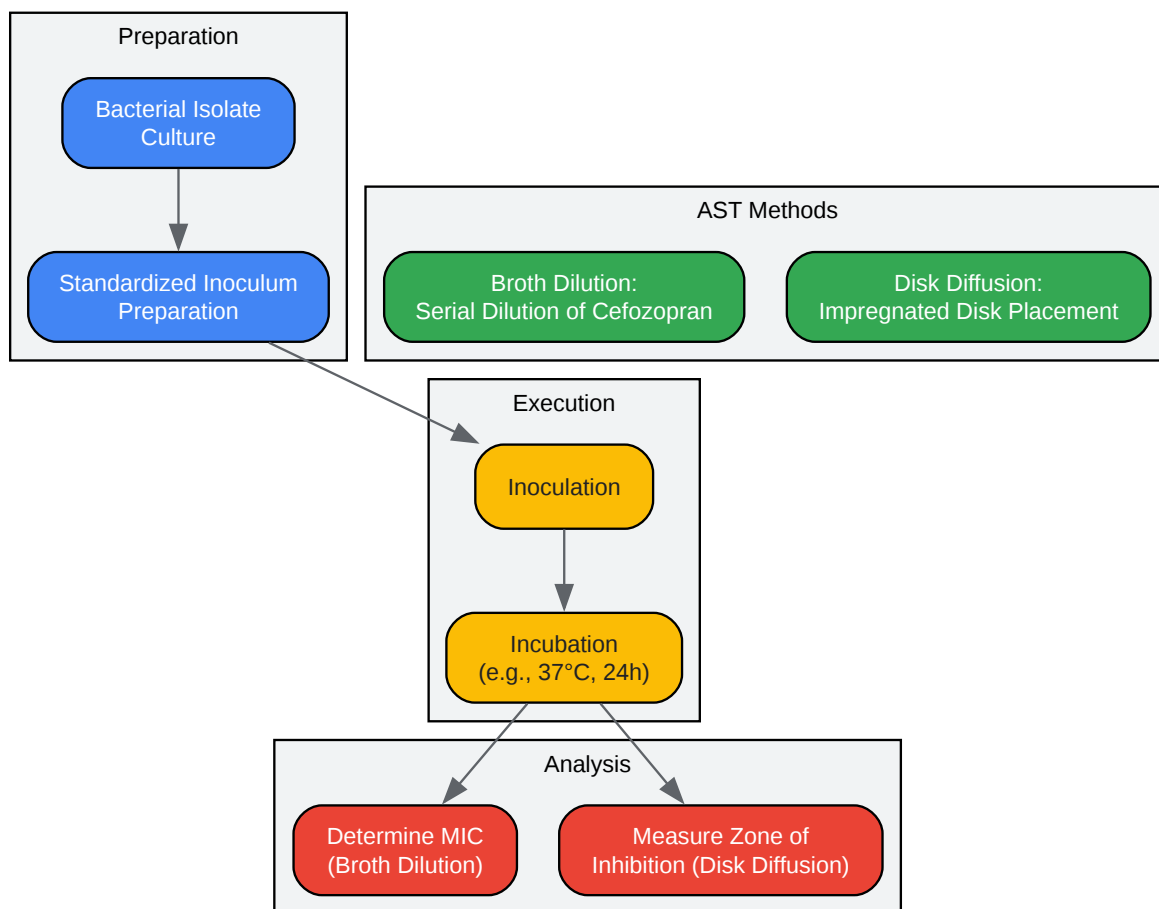 Preparation
Bacterial Isolate
Culture
Standardized Inoculum
Preparation
AST Methods
Broth Dilution:
Serial Dilution of Cefozopran
Disk Diffusion:
Impregnated Disk Placement
Execution
Inoculation
Incubation
(e.g., 37°C, 24h)
Analysis
Determine MIC
(Broth Dilution)
Measure Zone of
Inhibition (Disk Diffusion)